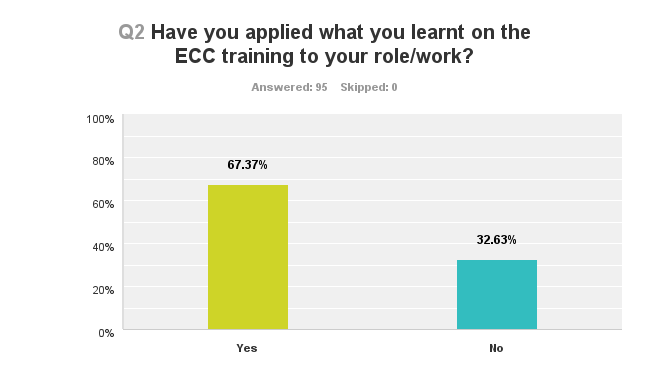 Q2 Have you applied what you learnt on the
ECC training to your role/work?
Answered: 95 Skipped: 0
100%
80%
60%
40%
20%
0%
67.37%
32.63%
Yes No